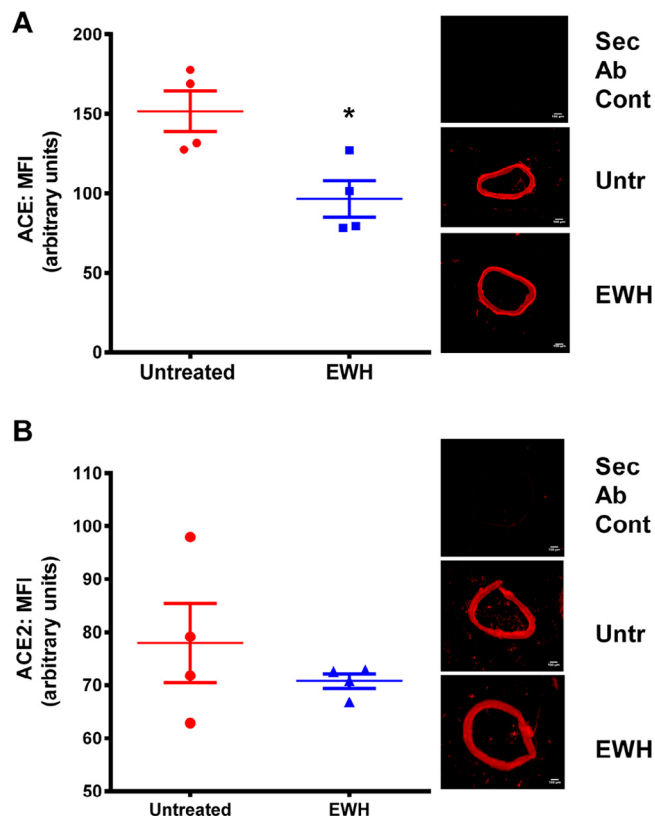 A
ACE: MFI
(arbitrary units)
200
150
100
50
0
*
Untreated
EWH
Sec
Ab
Cont
Untr
EWH
B
ACE2: MFI
(arbitrary units)
110
100
90
80
70
60
50
Untreated
EWH
Sec
Ab
Cont
Untr
EWH